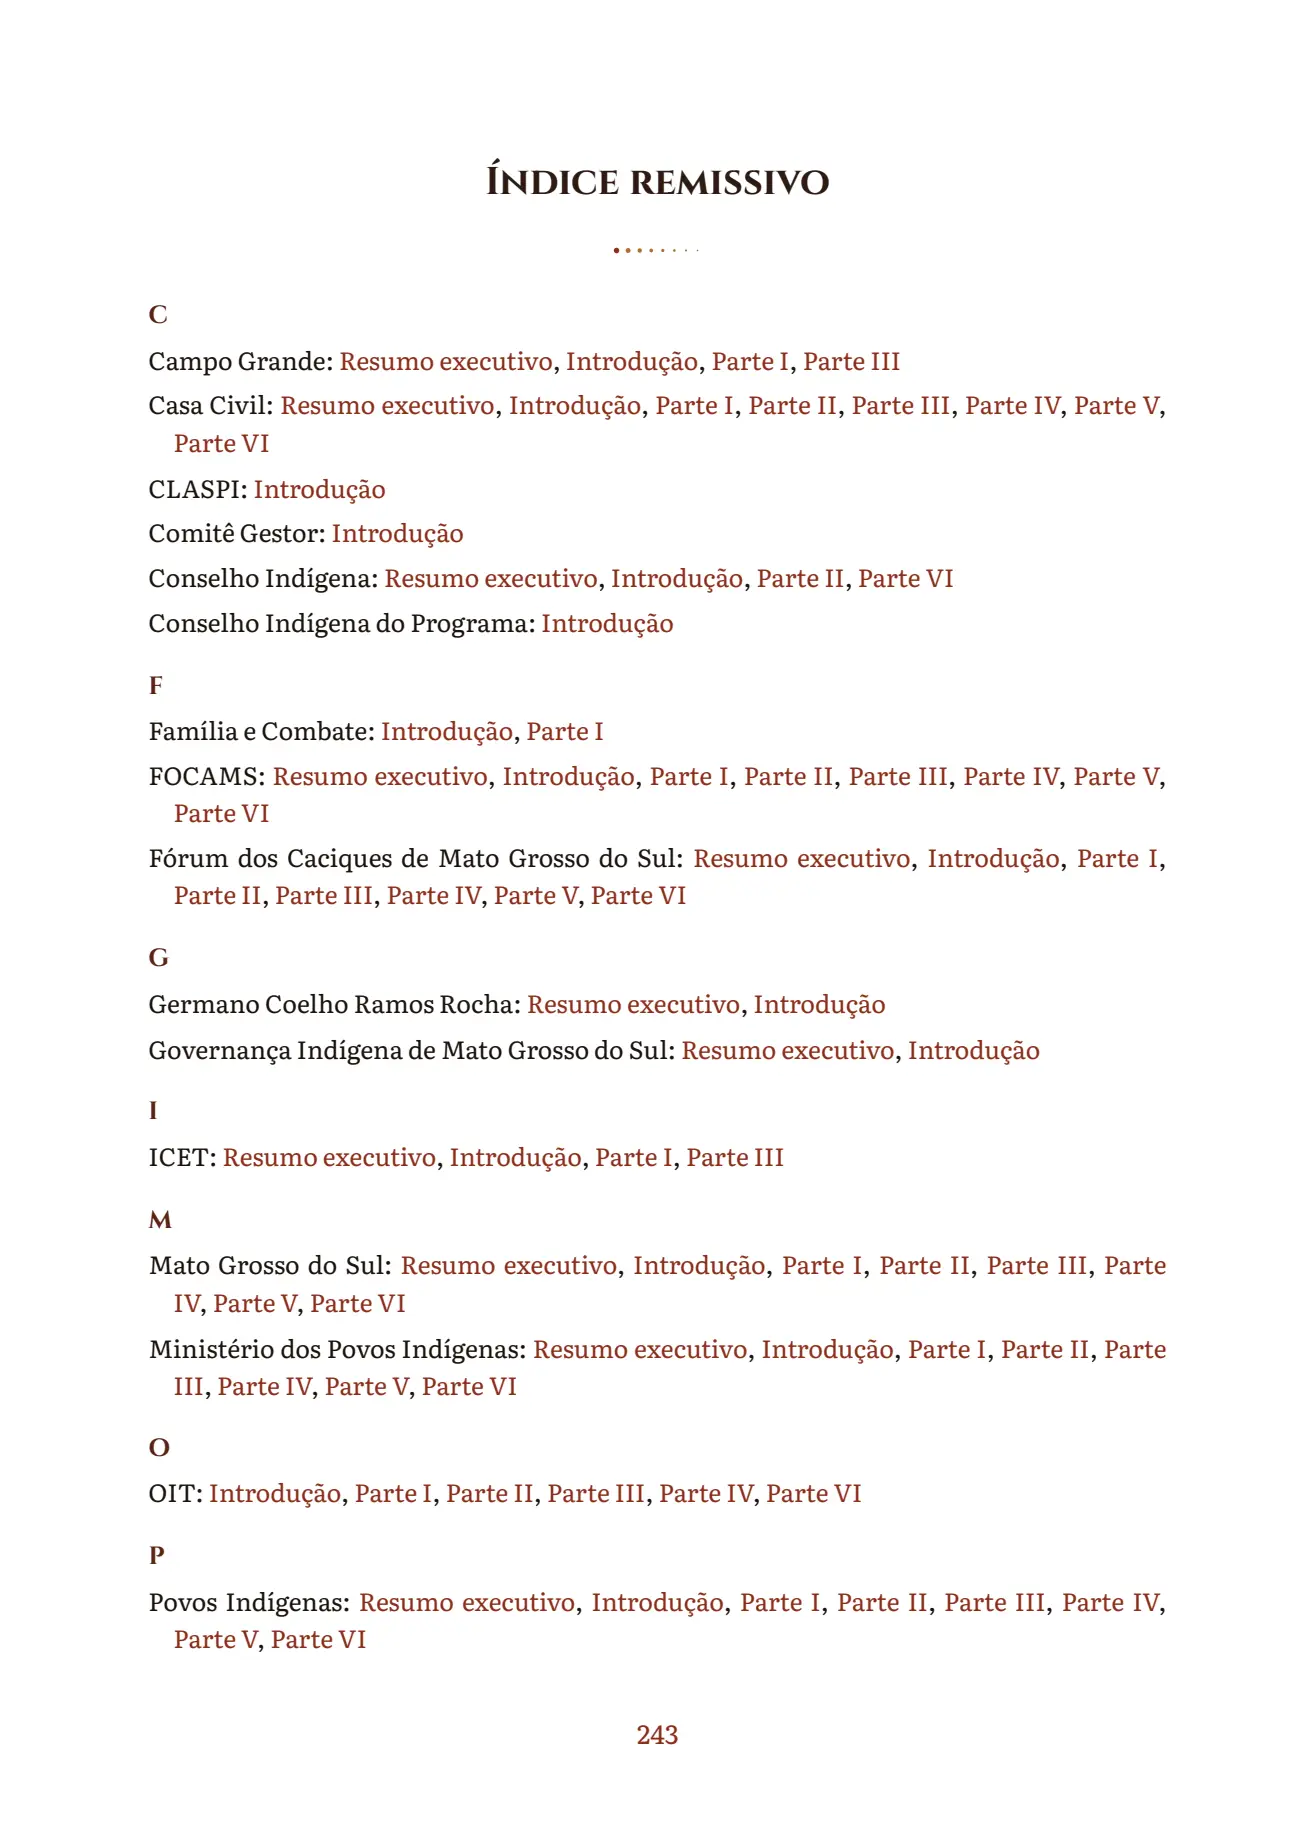 Índice remissivo
C
Campo Grande: Resumo executivo, Introdução, Parte I, Parte III
Casa Civil: Resumo executivo, Introdução, Parte I, Parte II, Parte III, Parte IV, Parte V,
Parte VI
CLASPI: Introdução
Comitê Gestor: Introdução
Conselho Indígena: Resumo executivo, Introdução, Parte II, Parte VI
Conselho Indígena do Programa: Introdução
F
Família e Combate: Introdução, Parte I
FOCAMS: Resumo executivo, Introdução, Parte I, Parte II, Parte III, Parte IV, Parte V,
Parte VI
Fórum dos Caciques de Mato Grosso do Sul: Resumo executivo, Introdução, Parte I,
Parte II, Parte III, Parte IV, Parte V, Parte VI
G
Germano Coelho Ramos Rocha: Resumo executivo, Introdução
Governança Indígena de Mato Grosso do Sul: Resumo executivo, Introdução
I
ICET: Resumo executivo, Introdução, Parte I, Parte III
M
Mato Grosso do Sul: Resumo executivo, Introdução, Parte I, Parte II, Parte III, Parte
IV, Parte V, Parte VI
Ministério dos Povos Indígenas: Resumo executivo, Introdução, Parte I, Parte II, Parte
III, Parte IV, Parte V, Parte VI
O
OIT: Introdução, Parte I, Parte II, Parte III, Parte IV, Parte VI
P
Povos Indígenas: Resumo executivo, Introdução, Parte I, Parte II, Parte III, Parte IV,
Parte V, Parte VI
243